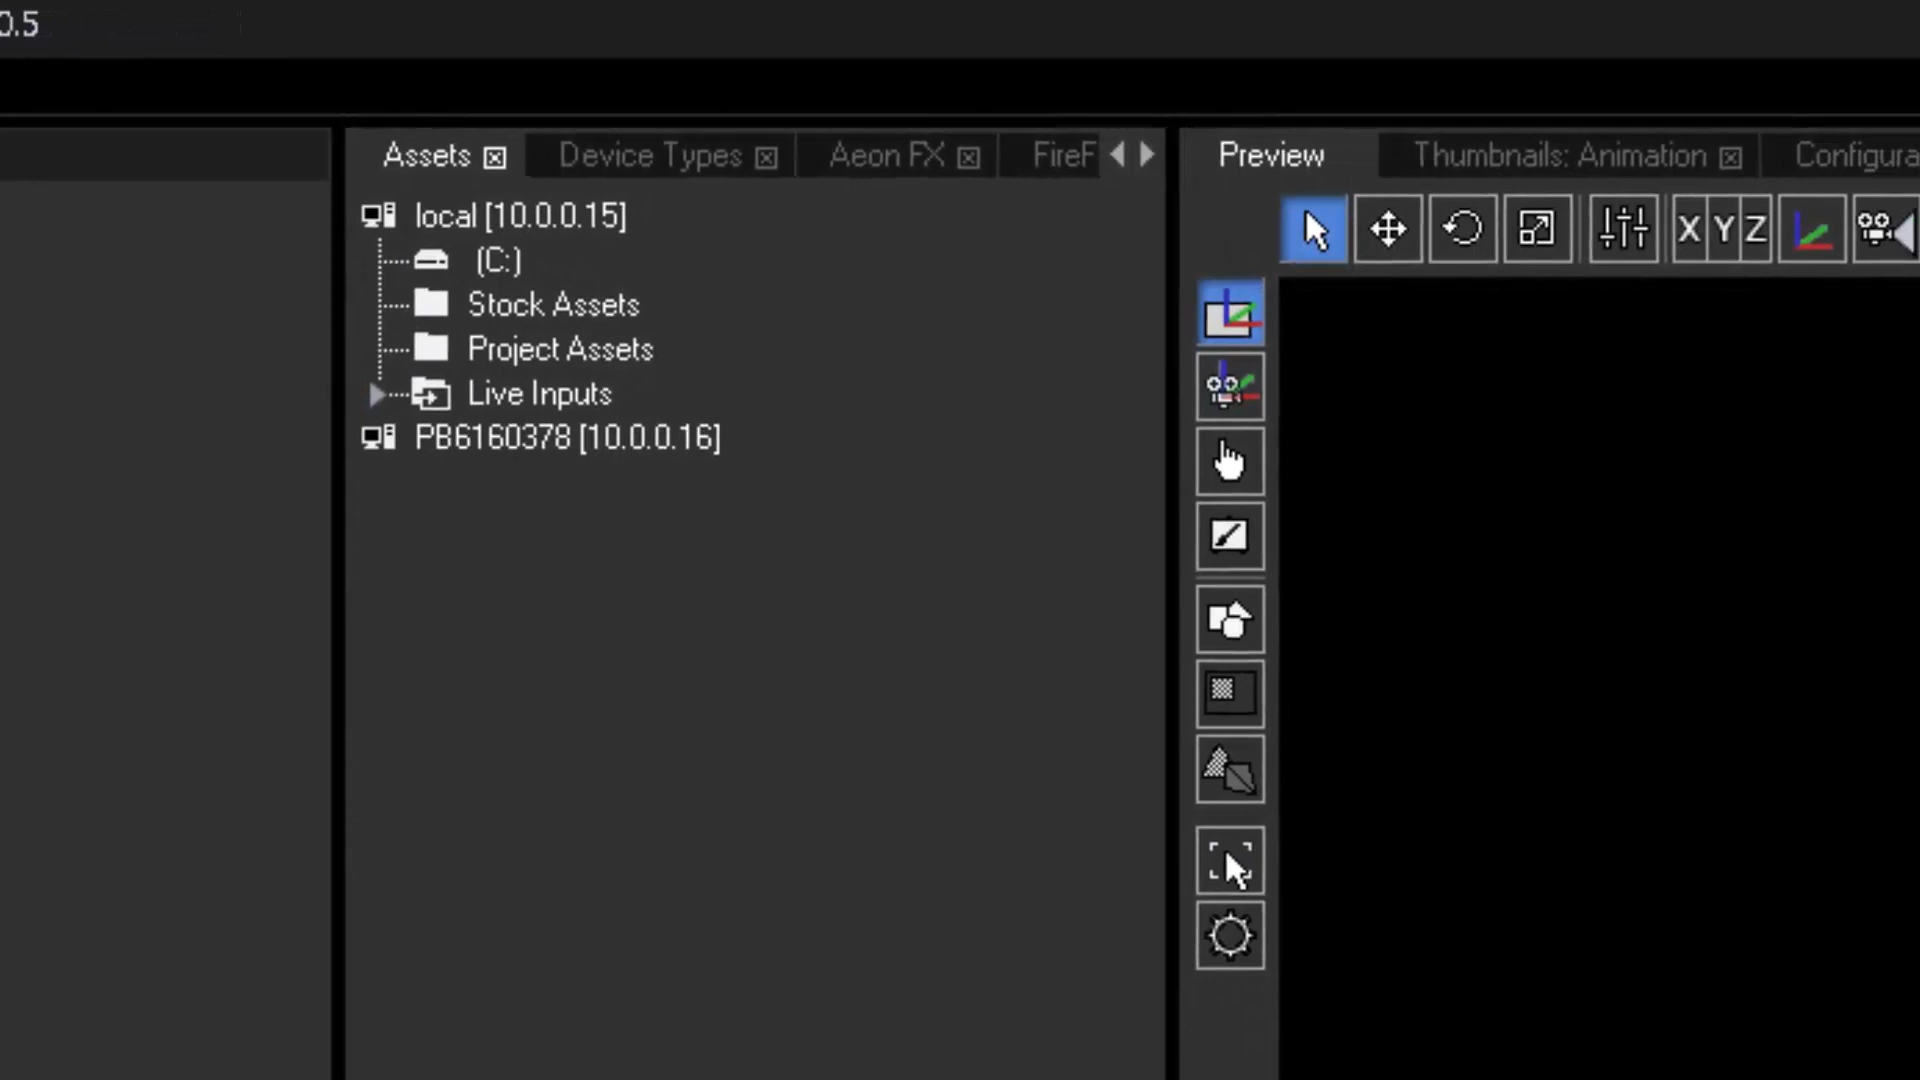 0.5
Assets
Device Types
Aeon FX
FireF
Preview
Thumbnails: Animation
Configura
local [10.0.0.15]
(C:)
Stock Assets
Project Assets
Live Inputs
PB6160378 [10.0.0.16]
X Y Z